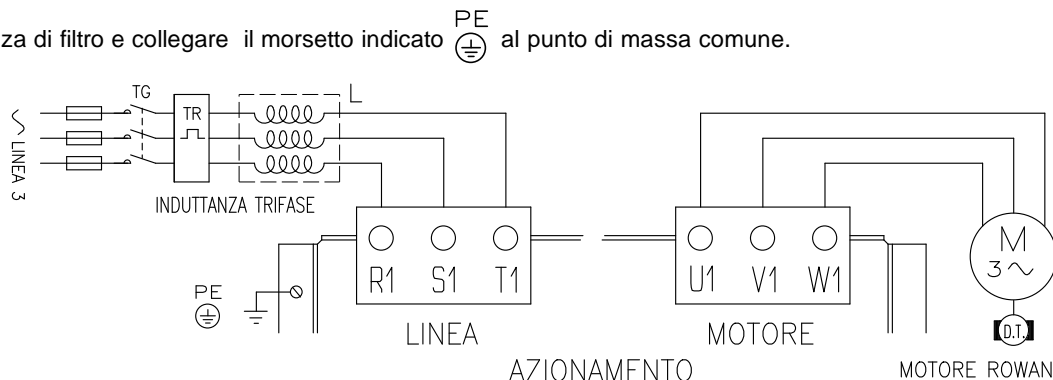 PE
za di filtro e collegare il morsetto indicato al punto di massa comune.
TG
L
TR
LINEA 3
INDUTTANZA TRIFASE
R1 S1 T1
U1 V1 W1
M
3
PE
LINEA
MOTORE
D.T.
AZIONAMENTO
MOTORE ROWAN